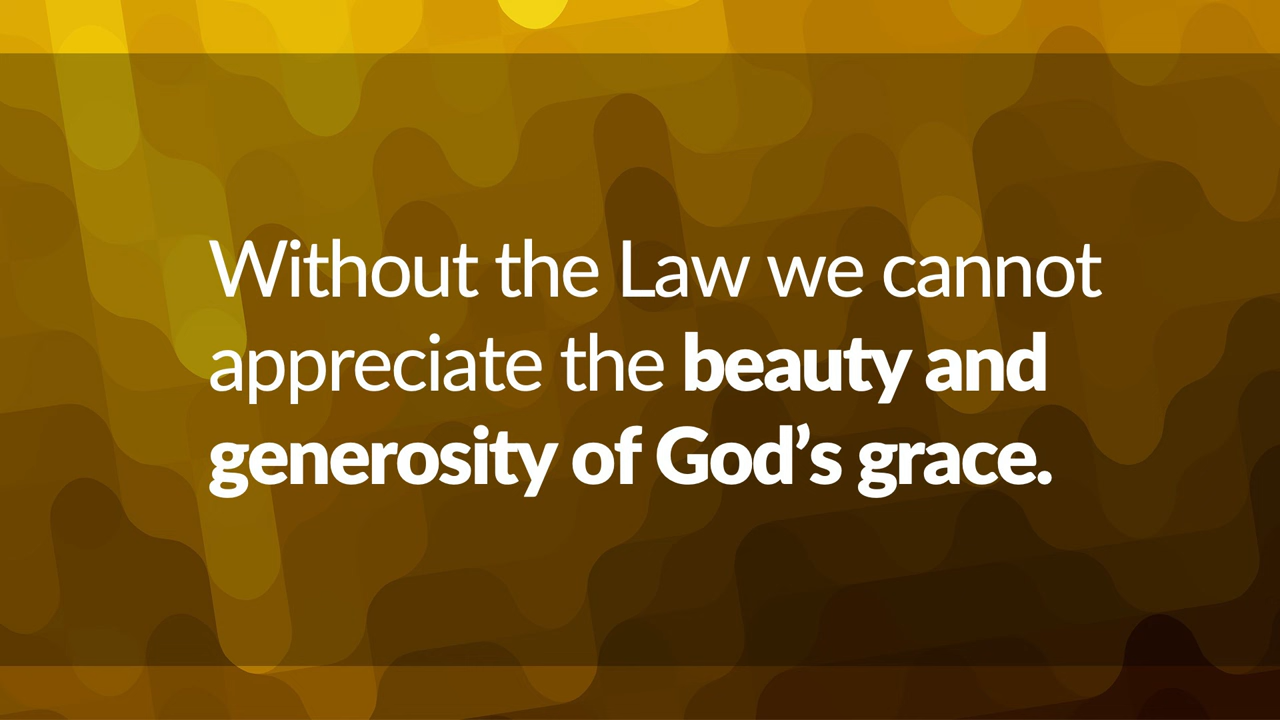 Without the Law we cannot
appreciate the beauty and
generosity of God’s grace.